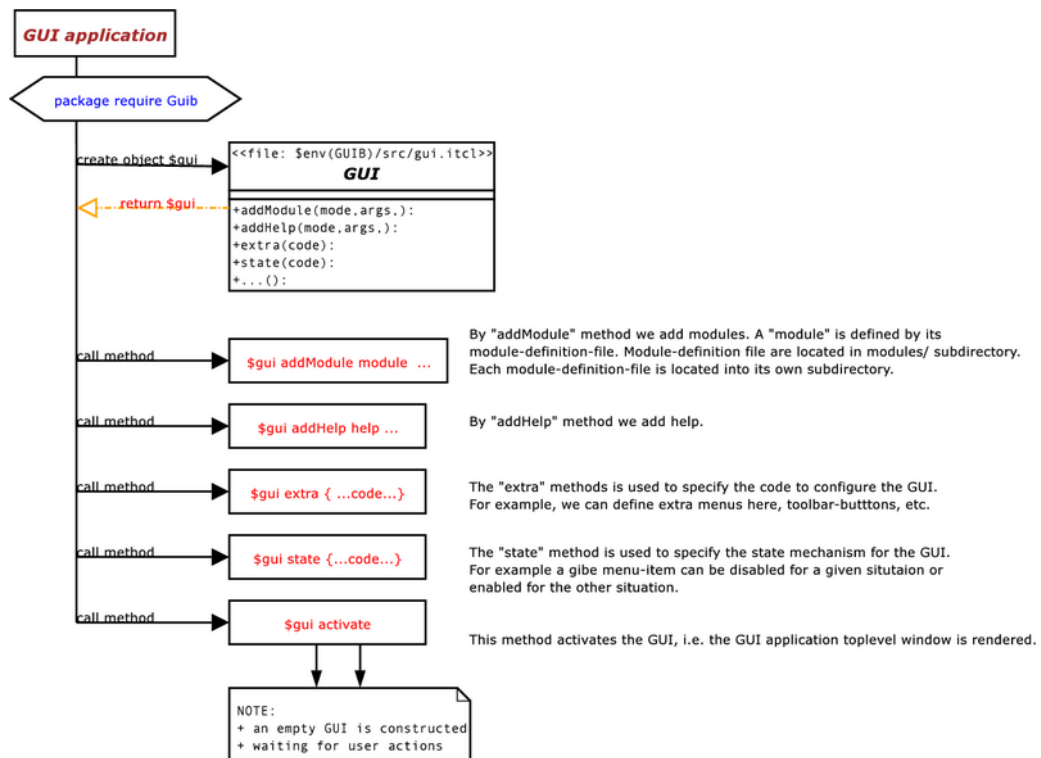 GUI application
package require Guib
create object $gui
<<file: $env(GUIB)/src/gui.itcl>>
GUI
return $gui
+addModule(mode,args,):
+addHelp(mode,args,):
+extra(code):
+state(code):
+...():
call method
$gui addModule module ...
By "addModule" method we add modules. A "module" is defined by its
module-definition-file. Module-definition file are located in modules/ subdirectory.
Each module-definition-file is located into its own subdirectory.
call method
$gui addHelp help ...
By "addHelp" method we add help.
call method
$gui extra { ...code...}
The "extra" methods is used to specify the code to configure the GUI.
For example, we can define extra menus here, toolbar-butttons, etc.
call method
$gui state {...code...}
The "state" method is used to specify the state mechanism for the GUI.
For example a gibe menu-item can be disabled for a given situtaion or
enabled for the other situation.
call method
$gui activate
This method activates the GUI, i.e. the GUI application toplevel window is rendered.
NOTE:
+ an empty GUI is constructed
+ waiting for user actions